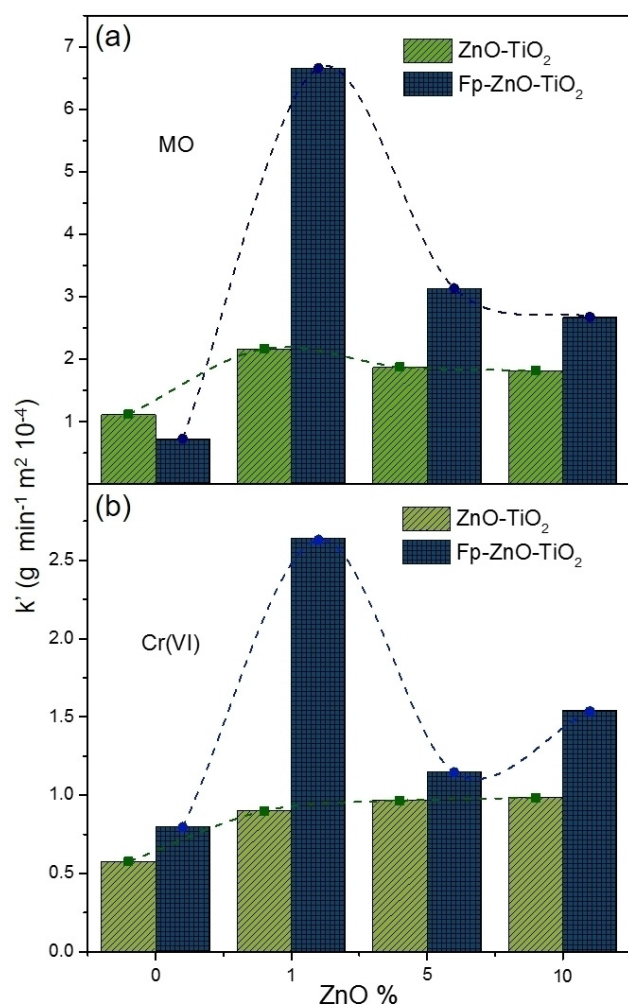 (a)
ZnO-TiO₂
Fp-ZnO-TiO₂
MO
7
6
5
4
3
2
1
k' (g min⁻¹ m² 10⁻⁴)
(b)
ZnO-TiO₂
Fp-ZnO-TiO₂
Cr(VI)
2.5
2.0
1.5
1.0
0.5
0.0
0 1 5 10
ZnO %